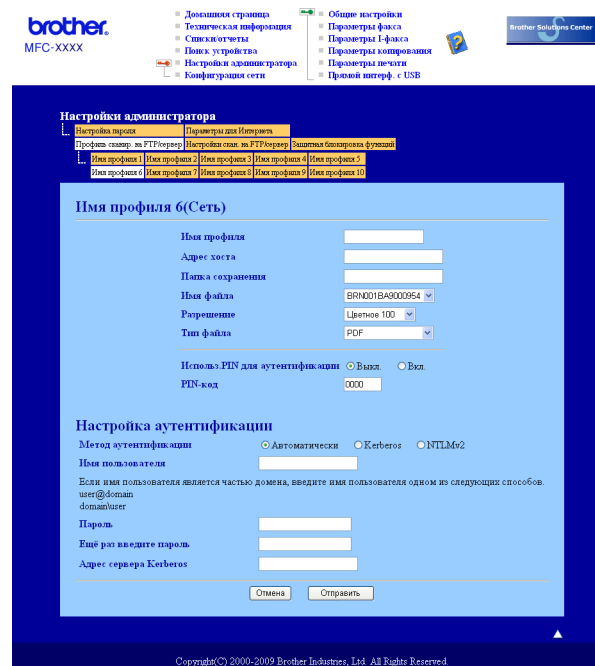 brother.
MFC-XXXX
Домашняя страница
Техническая информация
Списки/отчеты
Поиск устройства
Настройки администратора
Конфигурация сети
Общие настройки
Параметры факса
Параметры I-факса
Параметры копирования
Параметры печати
Прямой интерф. с USB
Brother Solutions Center
Настройки администратора
Настройка пароля Параметры для Интернета
Профиль сканир. на FTP/сервер Настройки скан. на FTP/сервер Защитная блокировка функций
Имя профиля 1 Имя профиля 2 Имя профиля 3 Имя профиля 4 Имя профиля 5
Имя профиля 6 Имя профиля 7 Имя профиля 8 Имя профиля 9 Имя профиля 10
Имя профиля 6(Сеть)
Имя профиля
Адрес хоста
Папка сохранения
Имя файла BRN001BA9000954
Разрешение Цветное 100
Тип файла PDF
Использ.PIN для аутентификации Выкл. Вкл.
PIN-код 0000
Настройка аутентификации
Метод аутентификации Автоматически Kerberos NTLMv2
Имя пользователя
Если имя пользователя является частью домена, введите имя пользователя одном из следующих способов.
user@domain
domain\user
Пароль
Ещё раз введите пароль
Адрес сервера Kerberos
Отмена Отправить
Copyright(C) 2000-2009 Brother Industries, Ltd. All Rights Reserved.